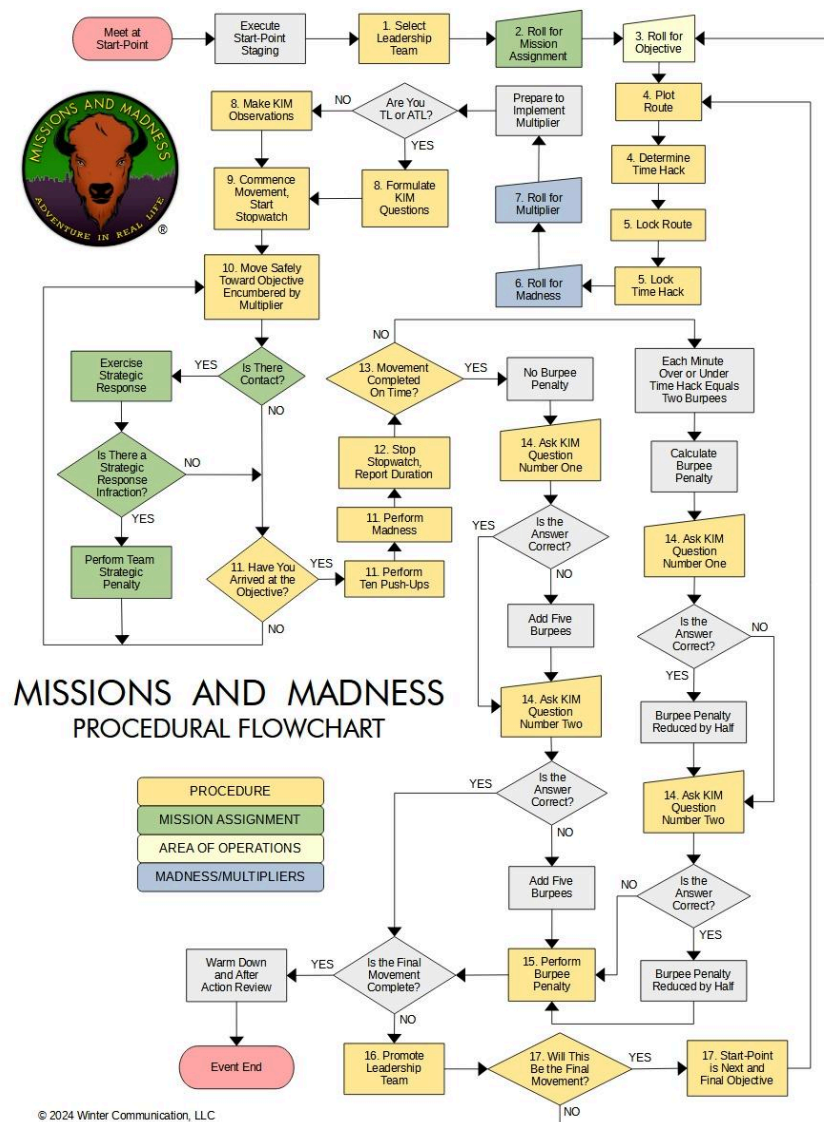 Meet at
Start-Point
Execute
Start-Point
Staging
1. Select
Leadership
Team
2. Roll for
Mission
Assignment
3. Roll for
Objective
MISSIONS AND MADNESS
ADVENTURE IN REAL LIFE
®
8. Make KIM
Observations
NO
Are You
TL or ATL?
YES
Prepare to
Implement
Multiplier
4. Plot
Route
9. Commence
Movement,
Start
Stopwatch
8. Formulate
KIM
Questions
7. Roll for
Multiplier
4. Determine
Time Hack
5. Lock Route
10. Move Safely
Toward Objective
Encumbered by
Multiplier
6. Roll for
Madness
5. Lock
Time Hack
Exercise
Strategic
Response
YES
Is There
Contact?
NO
NO
13. Movement
Completed
On Time?
YES
No Burpee
Penalty
Each Minute
Over or Under
Time Hack Equals
Two Burpees
Is There a
Strategic
Response
Infraction?
NO
YES
12. Stop
Stopwatch,
Report Duration
14. Ask KIM
Question
Number One
Calculate
Burpee
Penalty
11. Perform
Madness
YES
Is the
Answer
Correct?
NO
14. Ask KIM
Question
Number One
Perform Team
Strategic
Penalty
11. Have You
Arrived at the
Objective?
YES
NO
11. Perform
Ten Push-Ups
Add Five
Burpees
Is the
Answer
Correct?
NO
YES
MISSIONS AND MADNESS
PROCEDURAL FLOWCHART
14. Ask KIM
Question
Number Two
Burpee Penalty
Reduced by Half
PROCEDURE
MISSION ASSIGNMENT
AREA OF OPERATIONS
MADNESS/MULTIPLIERS
YES
Is the
Answer
Correct?
NO
14. Ask KIM
Question
Number Two
Add Five
Burpees
NO
Is the
Answer
Correct?
YES
Warm Down
and After
Action Review
YES
Is the Final
Movement
Complete?
NO
15. Perform
Burpee
Penalty
Burpee Penalty
Reduced by Half
Event End
16. Promote
Leadership
Team
17. Will This
Be the Final
Movement?
YES
NO
17. Start-Point
is Next and
Final Objective
© 2024 Winter Communication, LLC